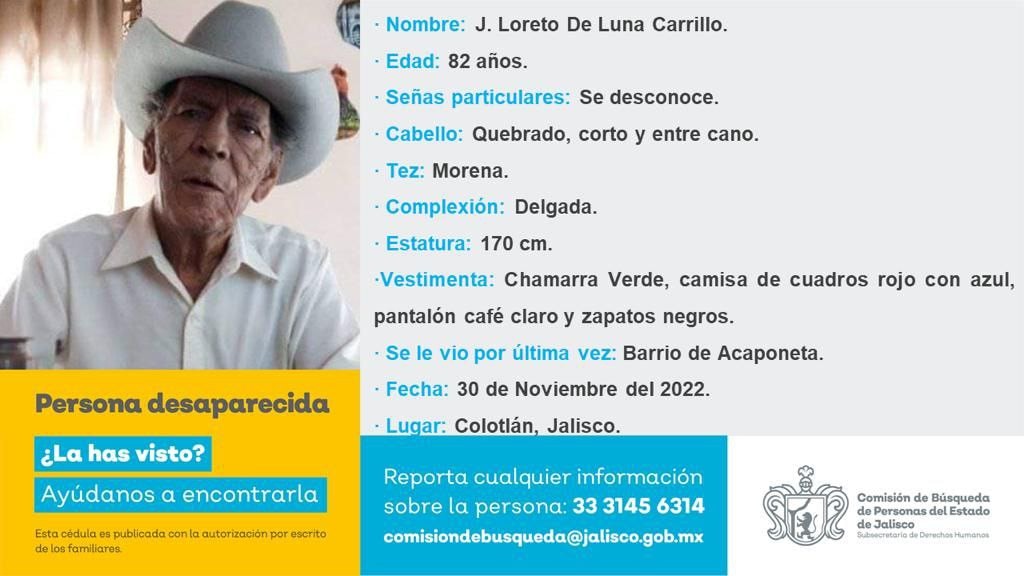 · Nombre: J. Loreto De Luna Carrillo.
· Edad: 82 años.
· Señas particulares: Se desconoce.
· Cabello: Quebrado, corto y entre cano.
· Tez: Morena.
· Complexión: Delgada.
· Estatura: 170 cm.
·Vestimenta: Chamarra Verde, camisa de cuadros rojo con azul,
pantalón café claro y zapatos negros.
· Se le vio por última vez: Barrio de Acaponeta.
· Fecha: 30 de Noviembre del 2022.
· Lugar: Colotlán, Jalisco.
Persona desaparecida
¿La has visto?
Ayúdanos a encontrarla
Esta cédula es publicada con la autorización por escrito
de los familiares.
Reporta cualquier información
sobre la persona: 33 3145 6314
comisiondebusqueda@jalisco.gob.mx
Comisión de Búsqueda
de Personas del Estado
de Jalisco
Subsecretaría de Derechos Humanos